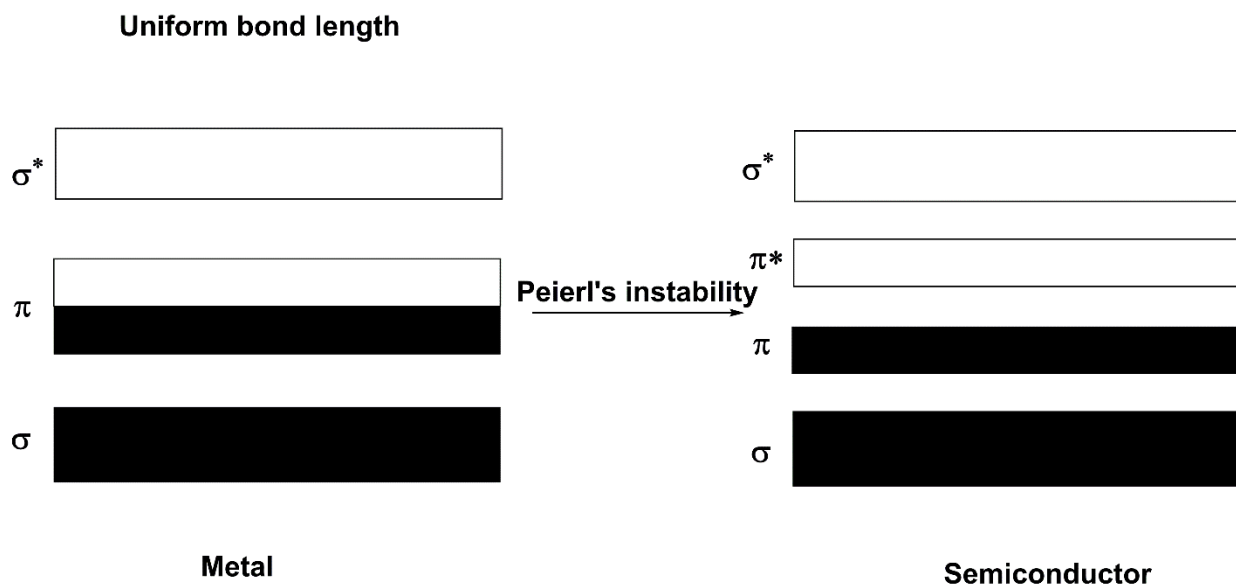 Uniform bond length
σ*
σ*
π*
π
Peierl's instability
π
σ
σ
Metal
Semiconductor